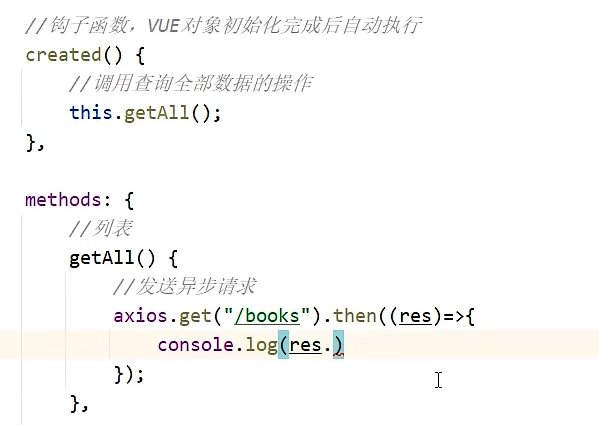 //钩子函数，VUE对象初始化完成后自动执行
created() {
//调用查询全部数据的操作
this.getAll();
},
methods: {
//列表
getAll() {
//发送异步请求
axios.get("/books").then((res)=>{
console.log(res.)
});
},